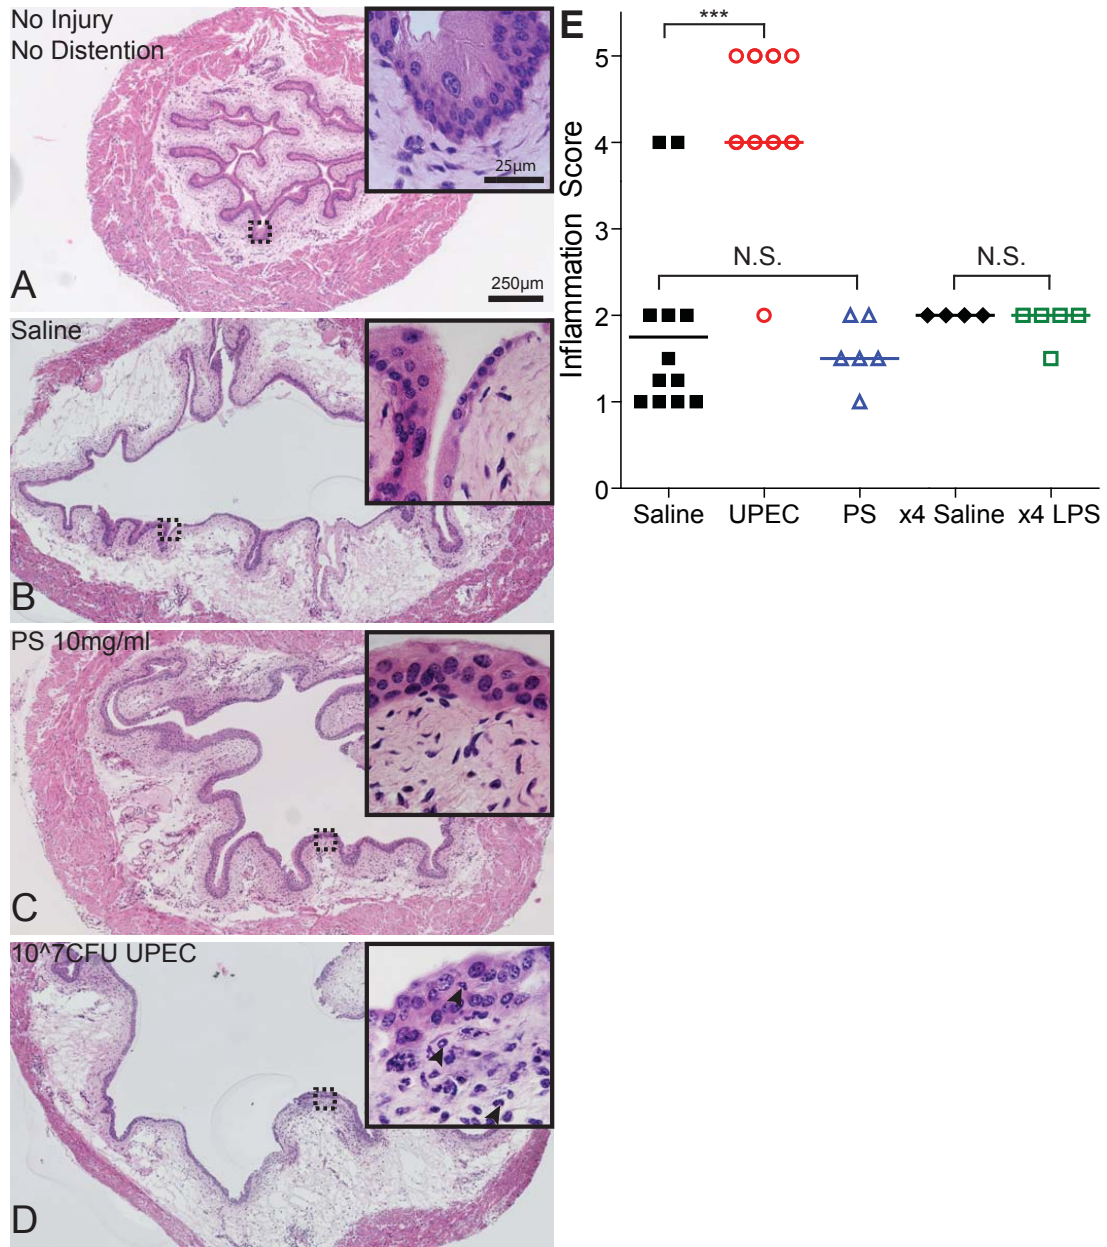 No Injury
No Distention
25µm
250µm
A
Saline
B
PS 10mg/ml
C
10^7CFU UPEC
D
E
Inflammation Score
***
N.S.
N.S.
5
4
3
2
1
0
Saline UPEC PS x4 Saline x4 LPS